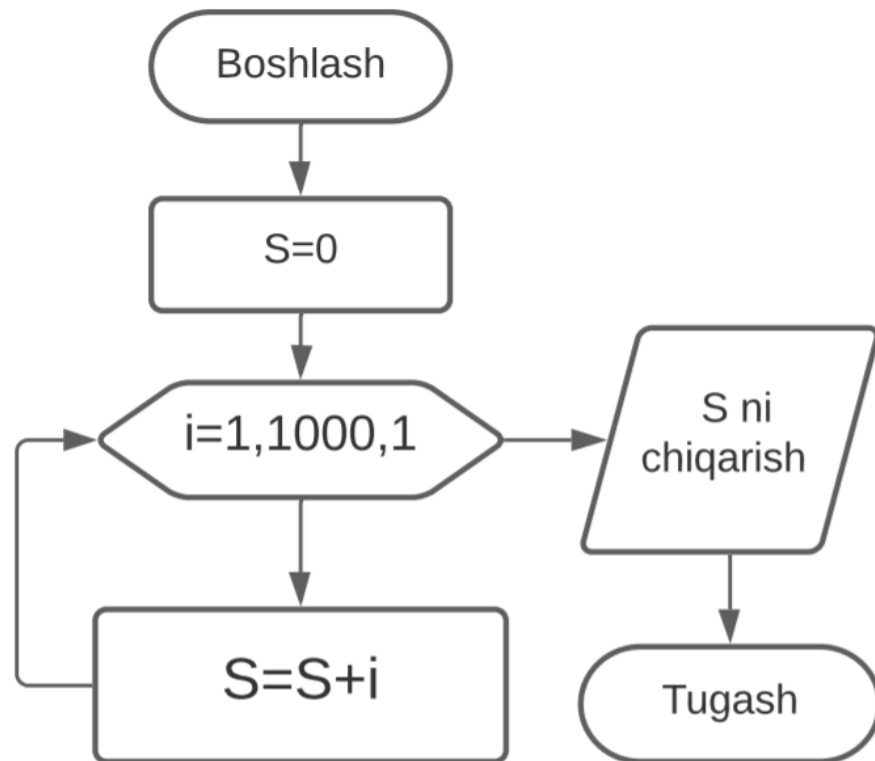 Boshlash
S=0
i=1,1000,1
S=S+i
S ni
chiqarish
Tugash